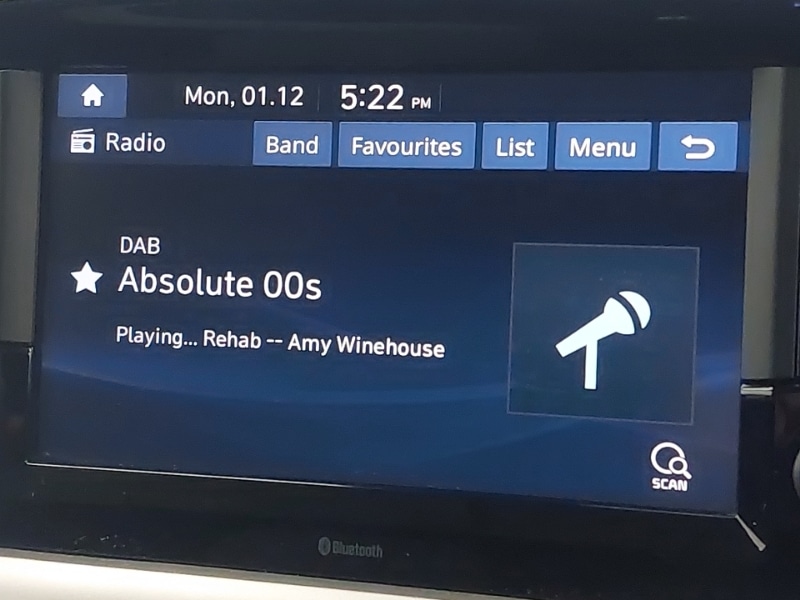 Mon, 01.12 5:22 PM
Radio Band Favourites List Menu
DAB
Absolute 00s
Playing... Rehab -- Amy Winehouse
SCAN
Bluetooth